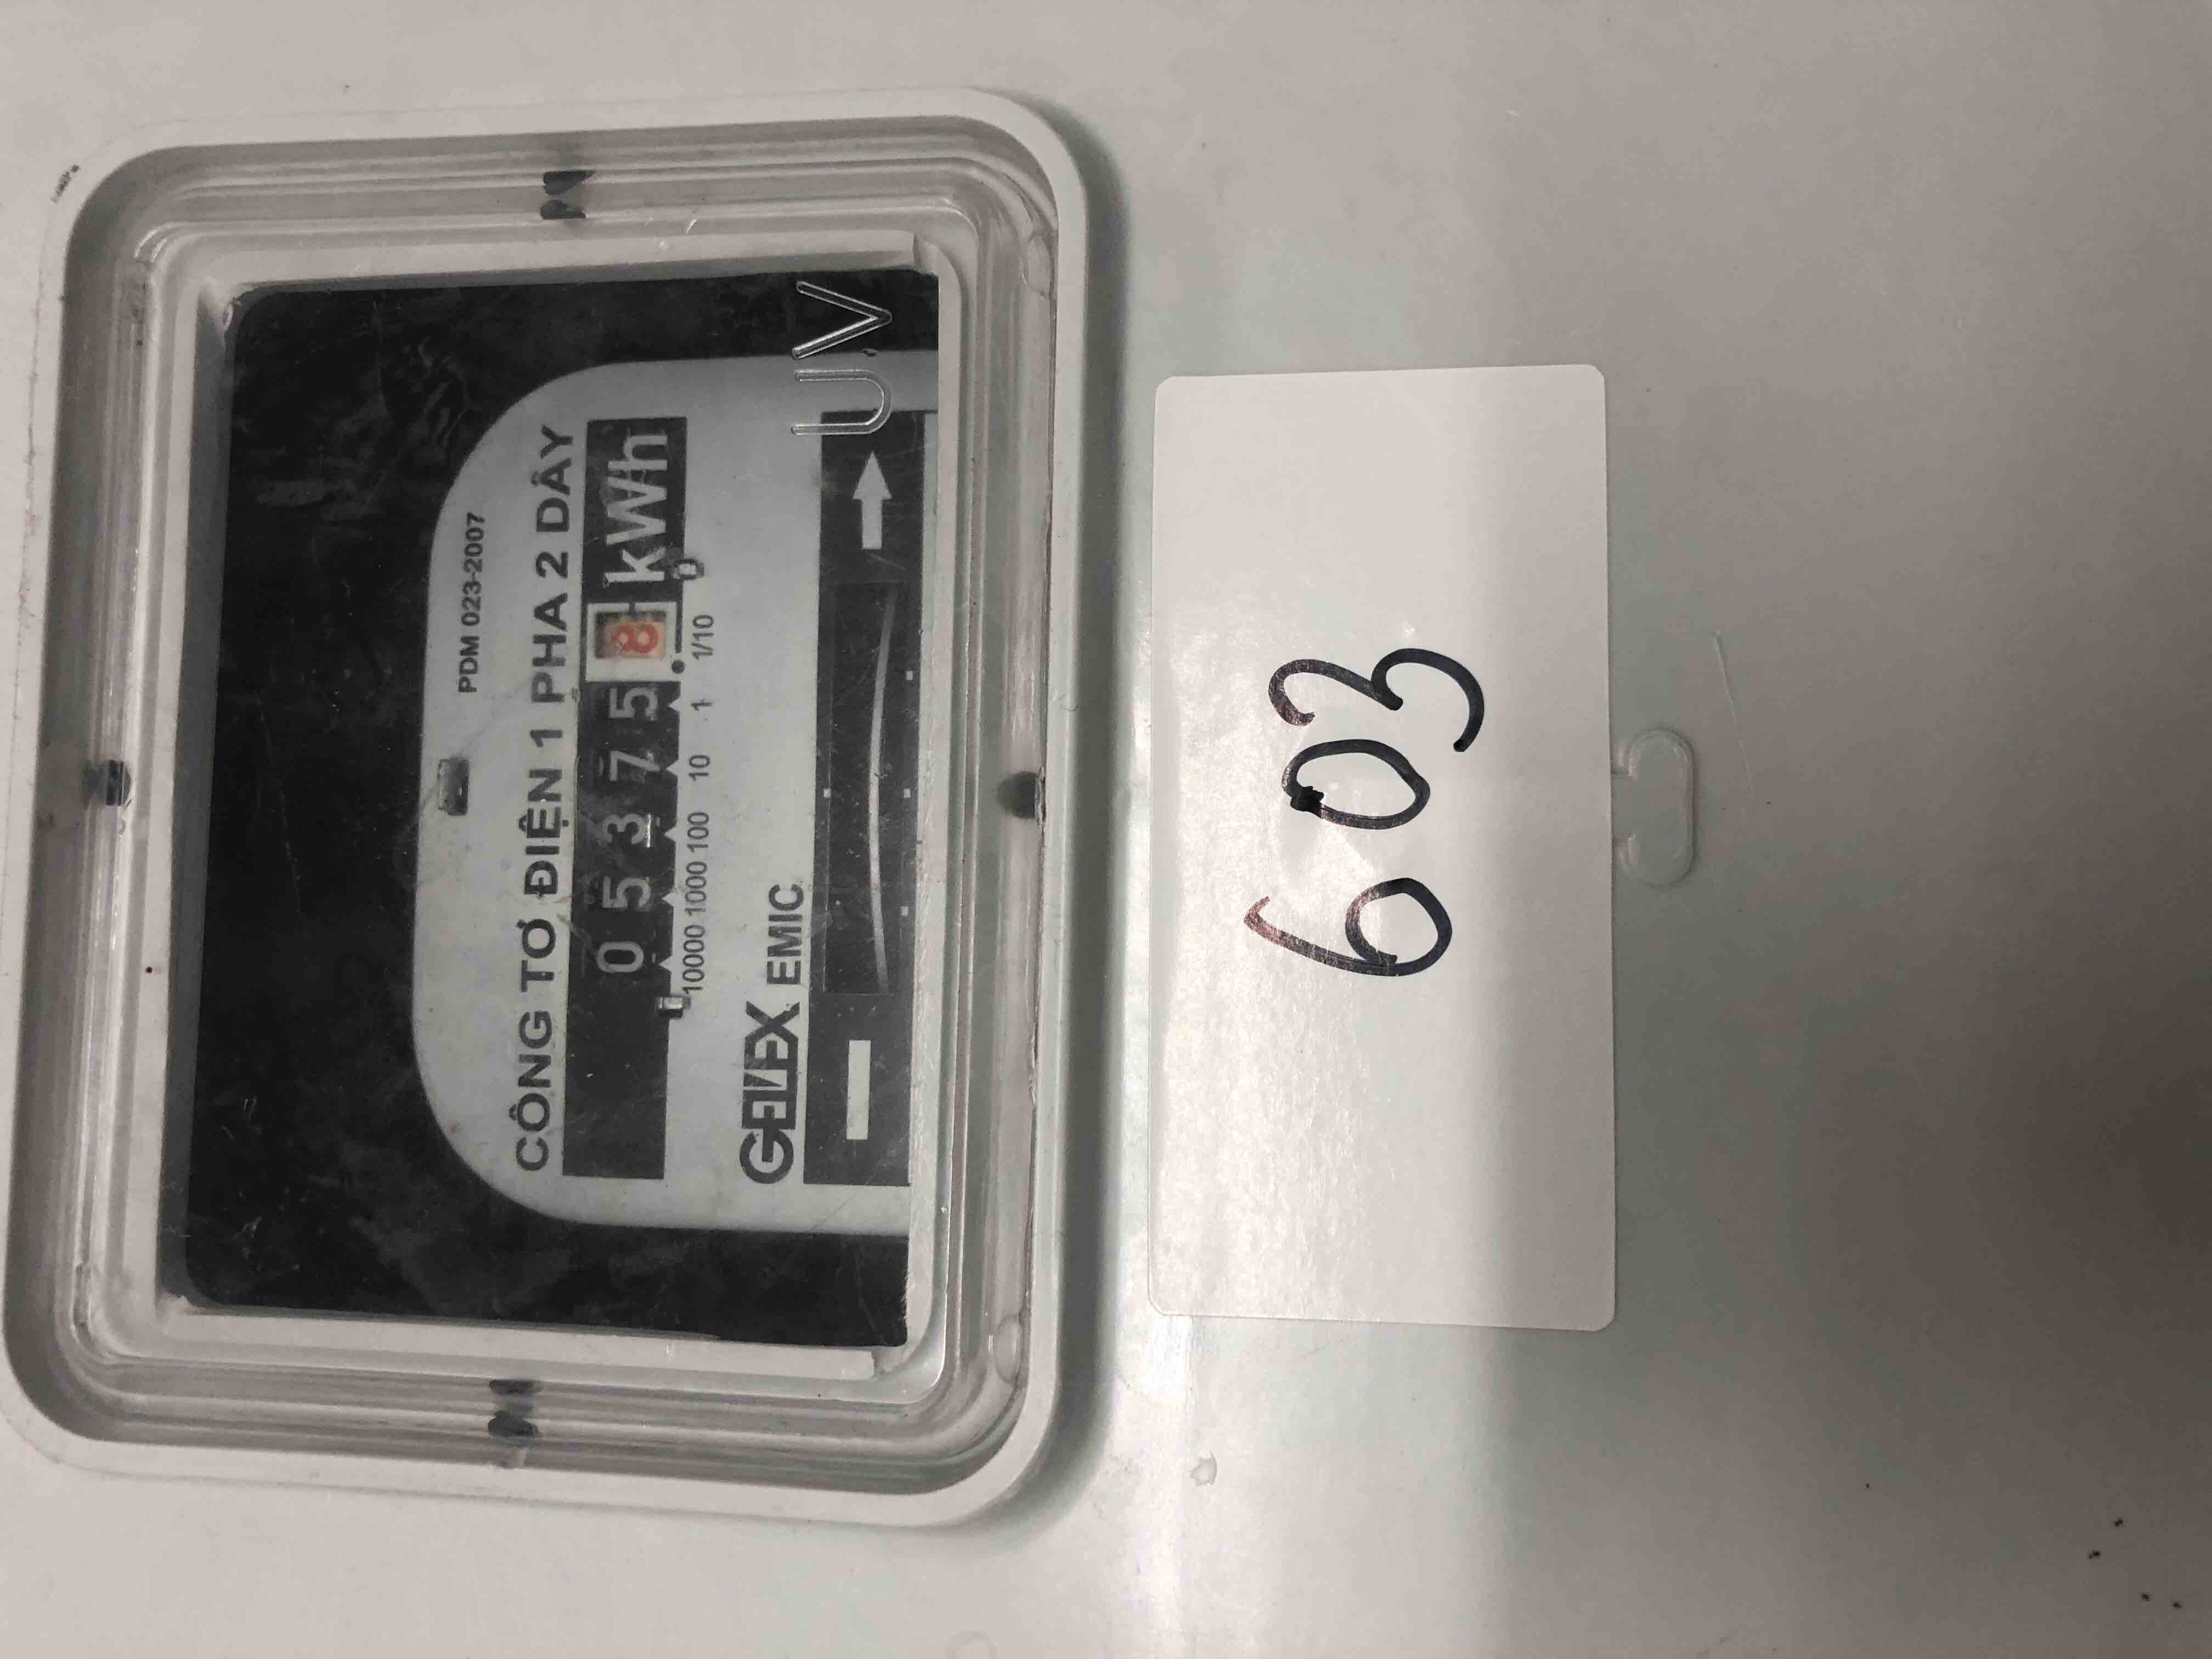 PDM 023-2007
CÔNG TƠ ĐIỆN 1 PHA 2 DÂY
0 5 3 7 5 8 kWh
10000 1000 100 10 1 1/10
GELEX EMIC
UV
603